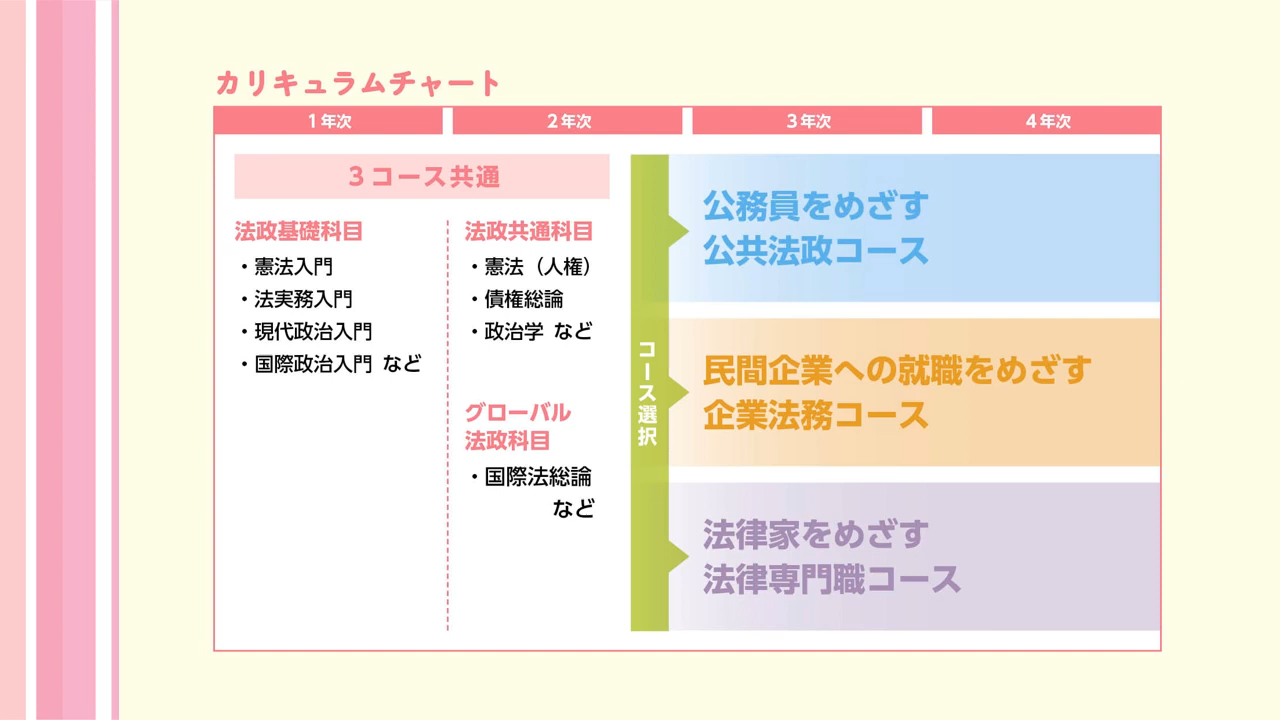 カリキュラムチャート
1年次
2年次
3年次
4年次
3コース共通
法政基礎科目
・憲法入門
・法実務入門
・現代政治入門
・国際政治入門 など
法政共通科目
・憲法（人権）
・債権総論
・政治学 など
グローバル
法政科目
・国際法総論
など
コース選択
公務員をめざす
公共法政コース
民間企業への就職をめざす
企業法務コース
法律家をめざす
法律専門職コース